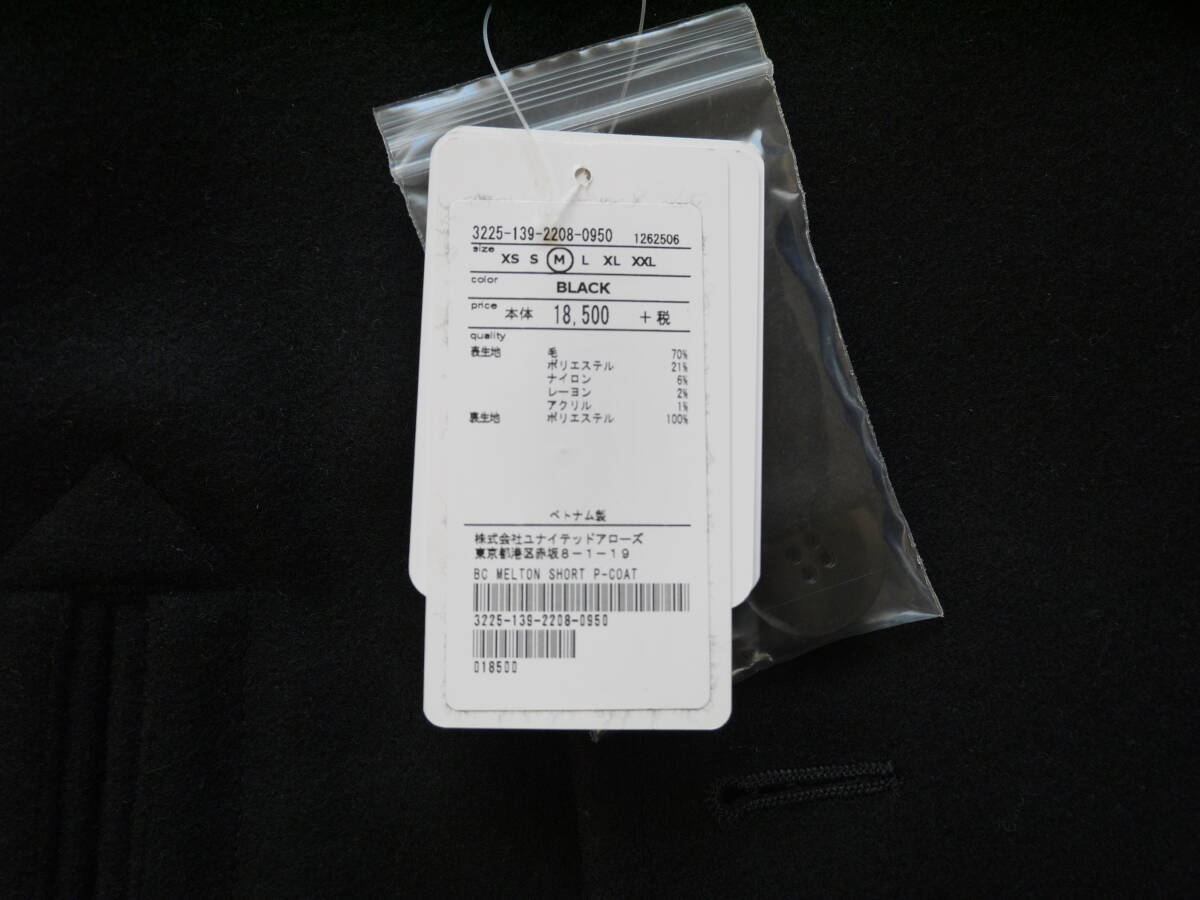 3225-139-2208-0950 1262506
size XS S M L XL XXL
color BLACK
price 本体 18,500 +税
quality
表生地 毛 70%
ポリエステル 21%
ナイロン 6%
レーヨン 2%
アクリル 1%
裏生地 ポリエステル 100%
ベトナム製
株式会社ユナイテッドアローズ
東京都港区赤坂8-1-19
BC MELTON SHORT P-COAT
3225-139-2208-0950
018500